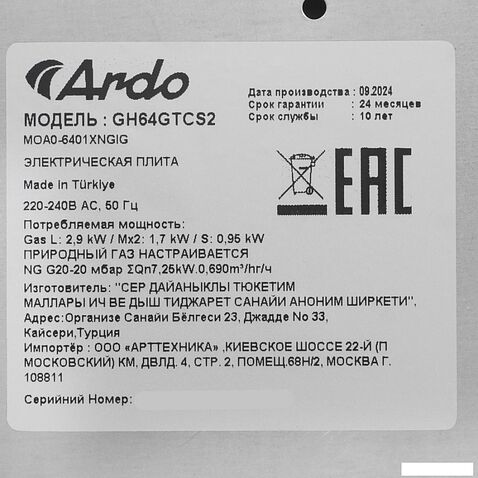 Ardo
Дата производства : 09.2024
Срок гарантии : 24 месяцев
Срок службы : 10 лет
МОДЕЛЬ : GH64GTCS2
MOA0-6401XNGIG
ЭЛЕКТРИЧЕСКАЯ ПЛИТА
Made in Türkiye
220-240В AC, 50 Гц
EAC
Потребляемая мощность:
Gas L: 2,9 kW / Mx2: 1,7 kW / S: 0,95 kW
ПРИРОДНЫЙ ГАЗ НАСТРАИВАЕТСЯ
NG G20-20 мбар ΣQn7,25kW.0,690m³/hr/ч
Изготовитель: "СЕР ДАЙАНЫКЛЫ ТЮКЕТИМ
МАЛЛАРЫ ИЧ ВЕ ДЫШ ТИДЖАРЕТ САНАЙИ АНОНИМ ШИРКЕТИ",
Адрес:Организе Санайи Бёлгеси 23, Джадде No 33,
Кайсери,Турция
Импортёр : ООО «АРТТЕХНИКА» ,КИЕВСКОЕ ШОССЕ 22-Й (П
МОСКОВСКИЙ) КМ, ДВЛД. 4, СТР. 2, ПОМЕЩ.68Н/2, МОСКВА Г.
108811
Серийний Номер: